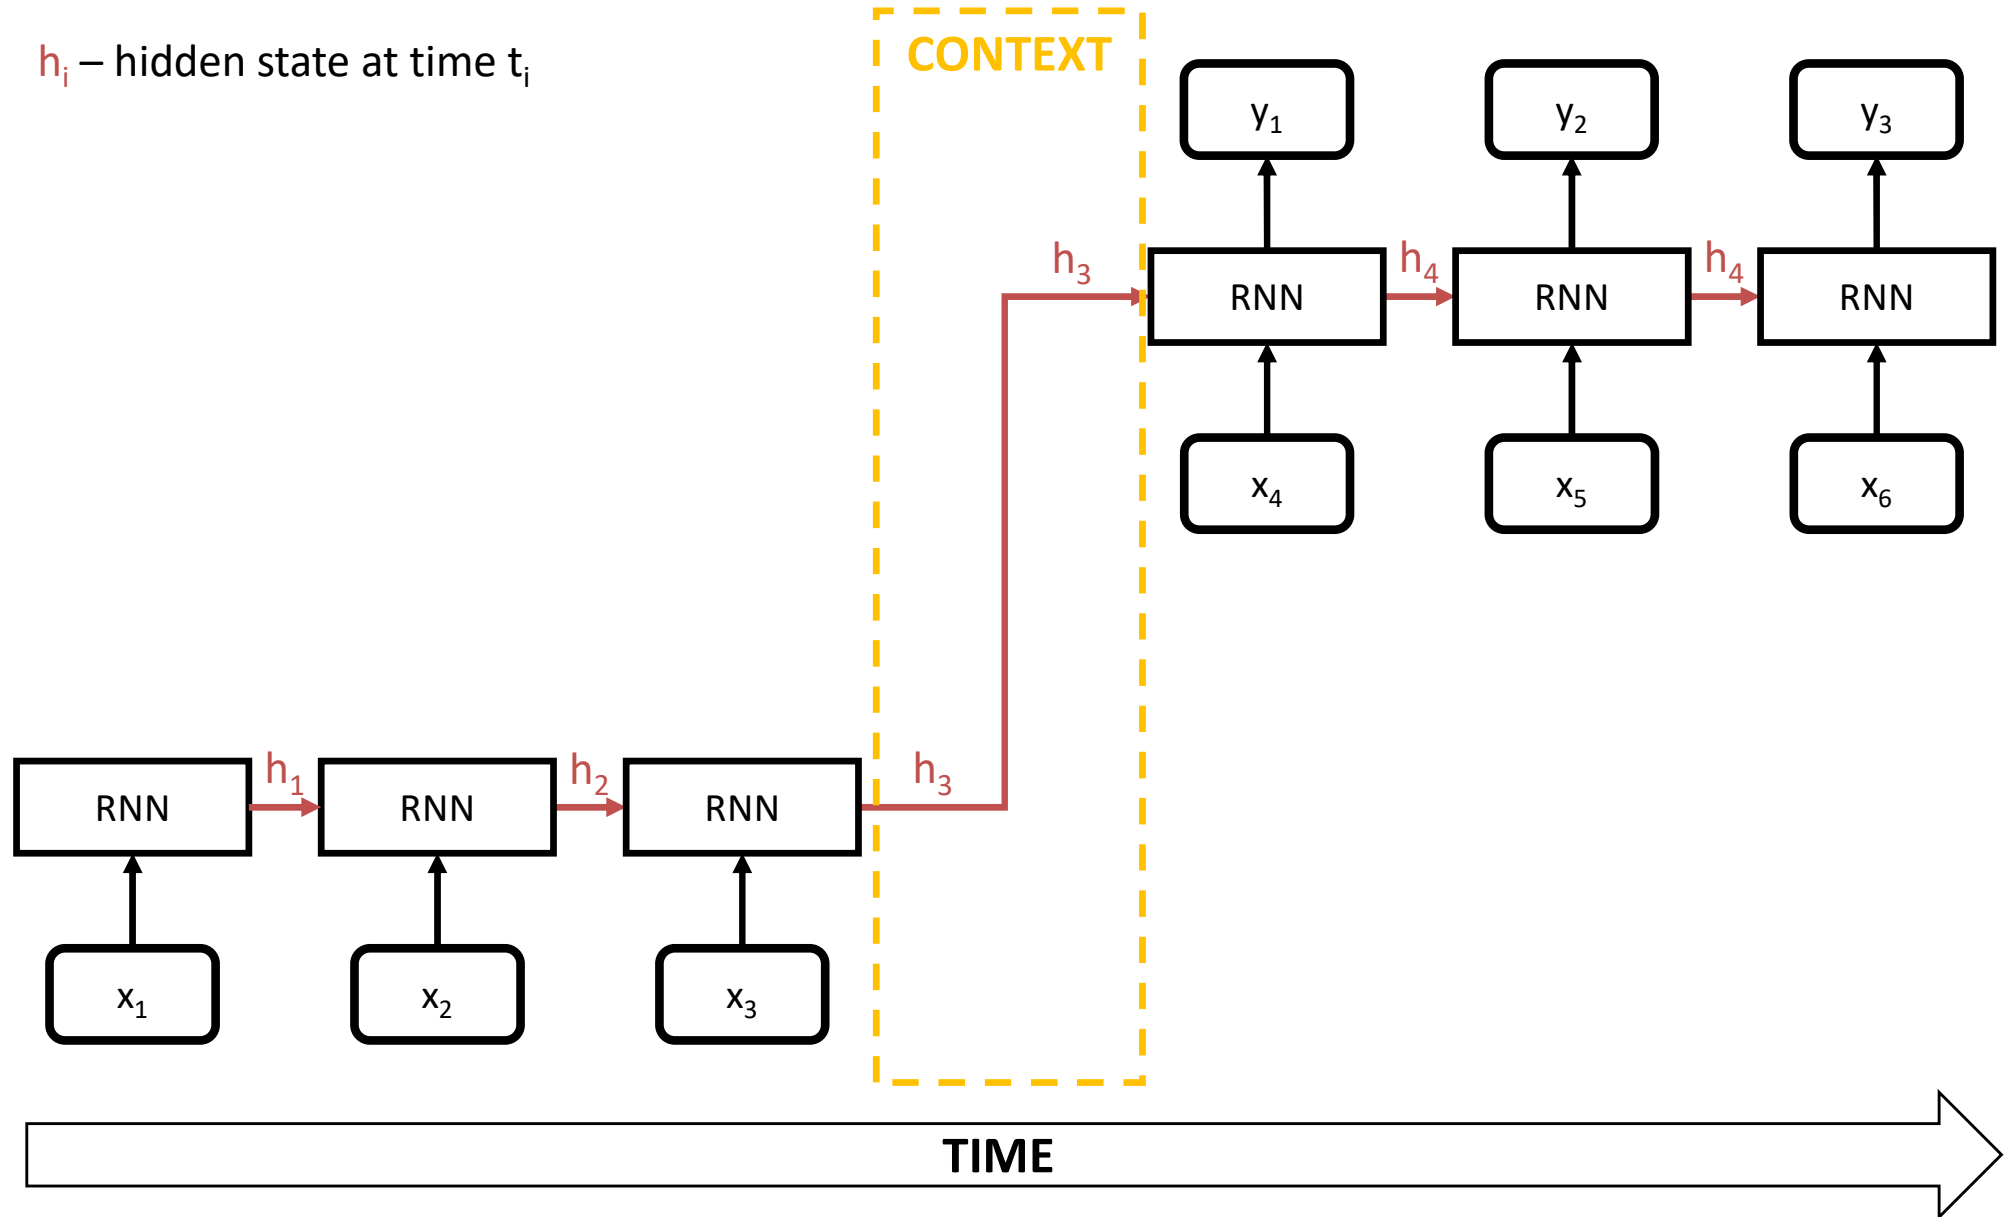 hᵢ – hidden state at time tᵢ
CONTEXT
y₁ y₂ y₃
h₃ h₄ h₄
RNN RNN RNN
x₄ x₅ x₆
h₁ h₂ h₃
RNN RNN RNN
x₁ x₂ x₃
TIME